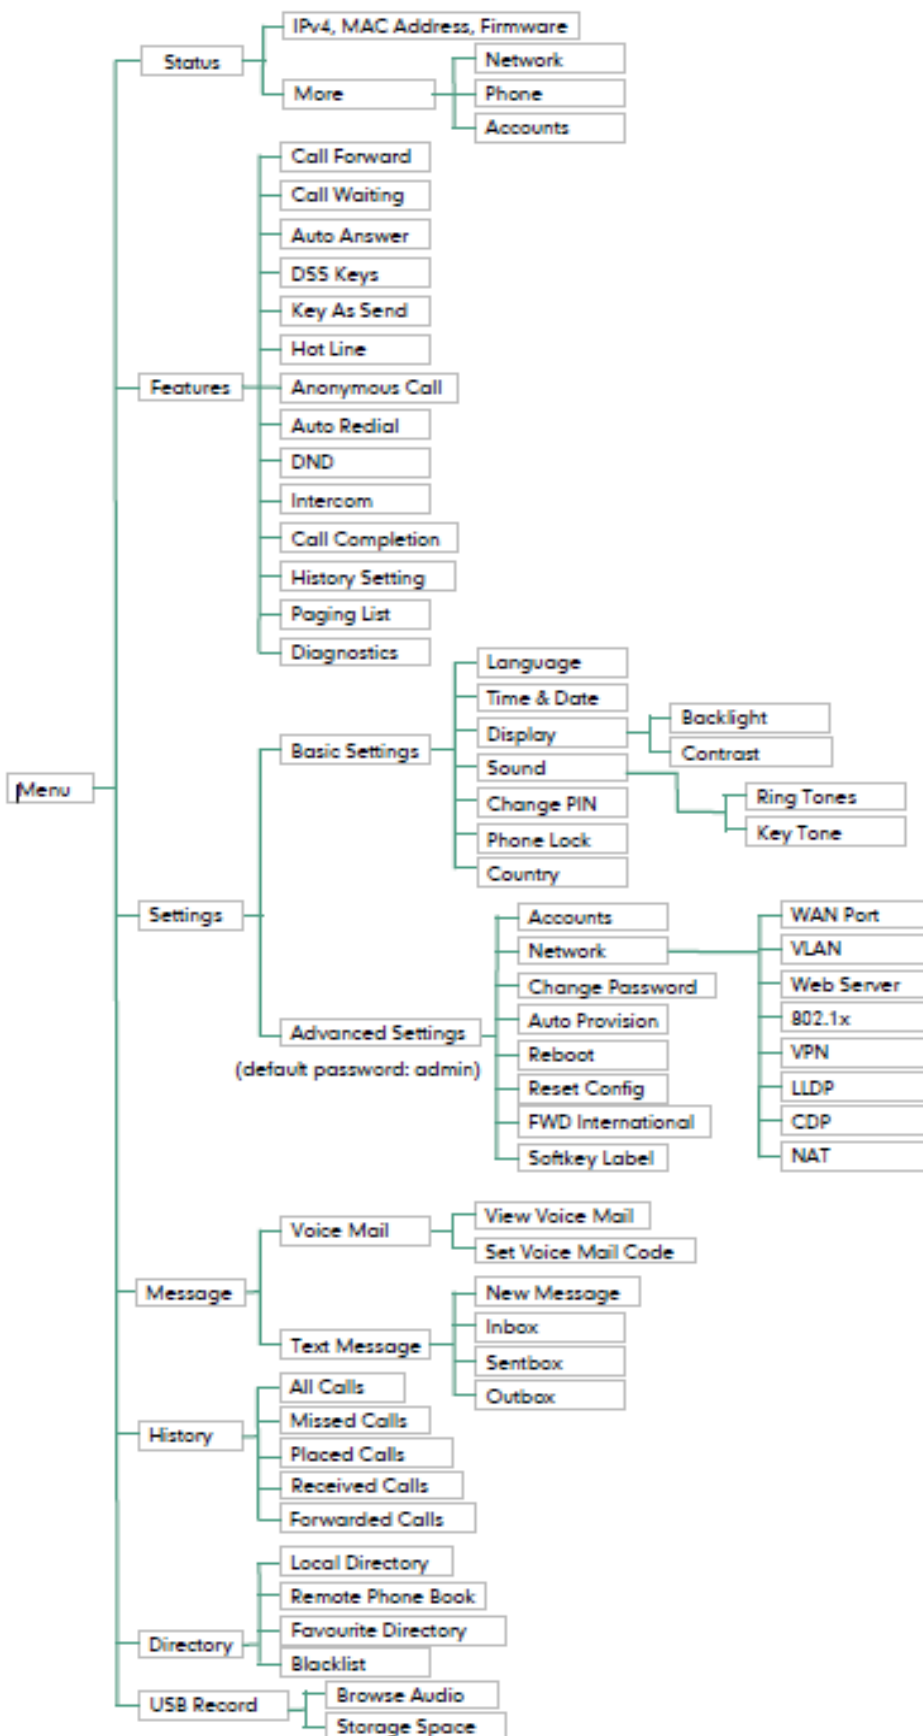 IPv4, MAC Address, Firmware
Status
Network
More
Phone
Accounts
Call Forward
Call Waiting
Auto Answer
DSS Keys
Key As Send
Hot Line
Features
Anonymous Call
Auto Redial
DND
Intercom
Call Completion
History Setting
Paging List
Diagnostics
Language
Time & Date
Display
Backlight
Contrast
Basic Settings
Sound
Menu
Change PIN
Ring Tones
Key Tone
Phone Lock
Country
Settings
Accounts
WAN Port
Network
VLAN
Change Password
Web Server
Auto Provision
802.1x
Advanced Settings
(default password: admin)
Reboot
VPN
Reset Config
LLDP
FWD International
CDP
Softkey Label
NAT
Voice Mail
View Voice Mail
Set Voice Mail Code
Message
New Message
Inbox
Text Message
Sentbox
Outbox
All Calls
Missed Calls
History
Placed Calls
Received Calls
Forwarded Calls
Local Directory
Remote Phone Book
Favourite Directory
Directory
Blacklist
USB Record
Browse Audio
Storage Space